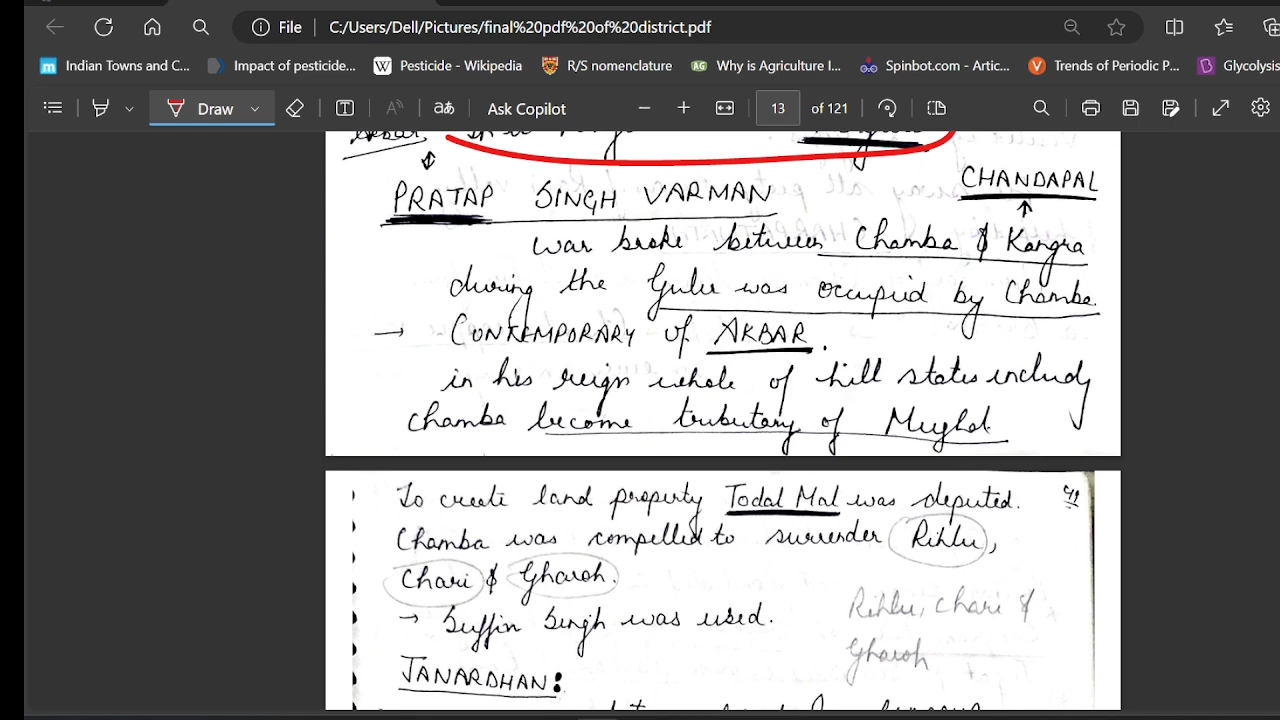 File | C:/Users/Dell/Pictures/final%20pdf%20of%20district.pdf
Indian Towns and C... Impact of pesticide... Pesticide - Wikipedia R/S nomenclature Why is Agriculture I... Spinbot.com - Artic... Trends of Periodic P... Glycolysis
Draw Ask Copilot 13 of 121
Akbar
CHANDAPAL
PRATAP SINGH VARMAN
war broke between Chamba & Kangra
during the Guler was occupied by Chamba
→ CONTEMPORARY of AKBAR.
in his reign whole of hill states includ
Chamba become tributary of Mughal
To create land property Todal Mal was deputed.
Chamba was compelled to surrender Rihlu,
Chari & Gharoh.
→ Suffin Singh was used.
Rihlu, Chari &
Gharoh
JANARDHAN: